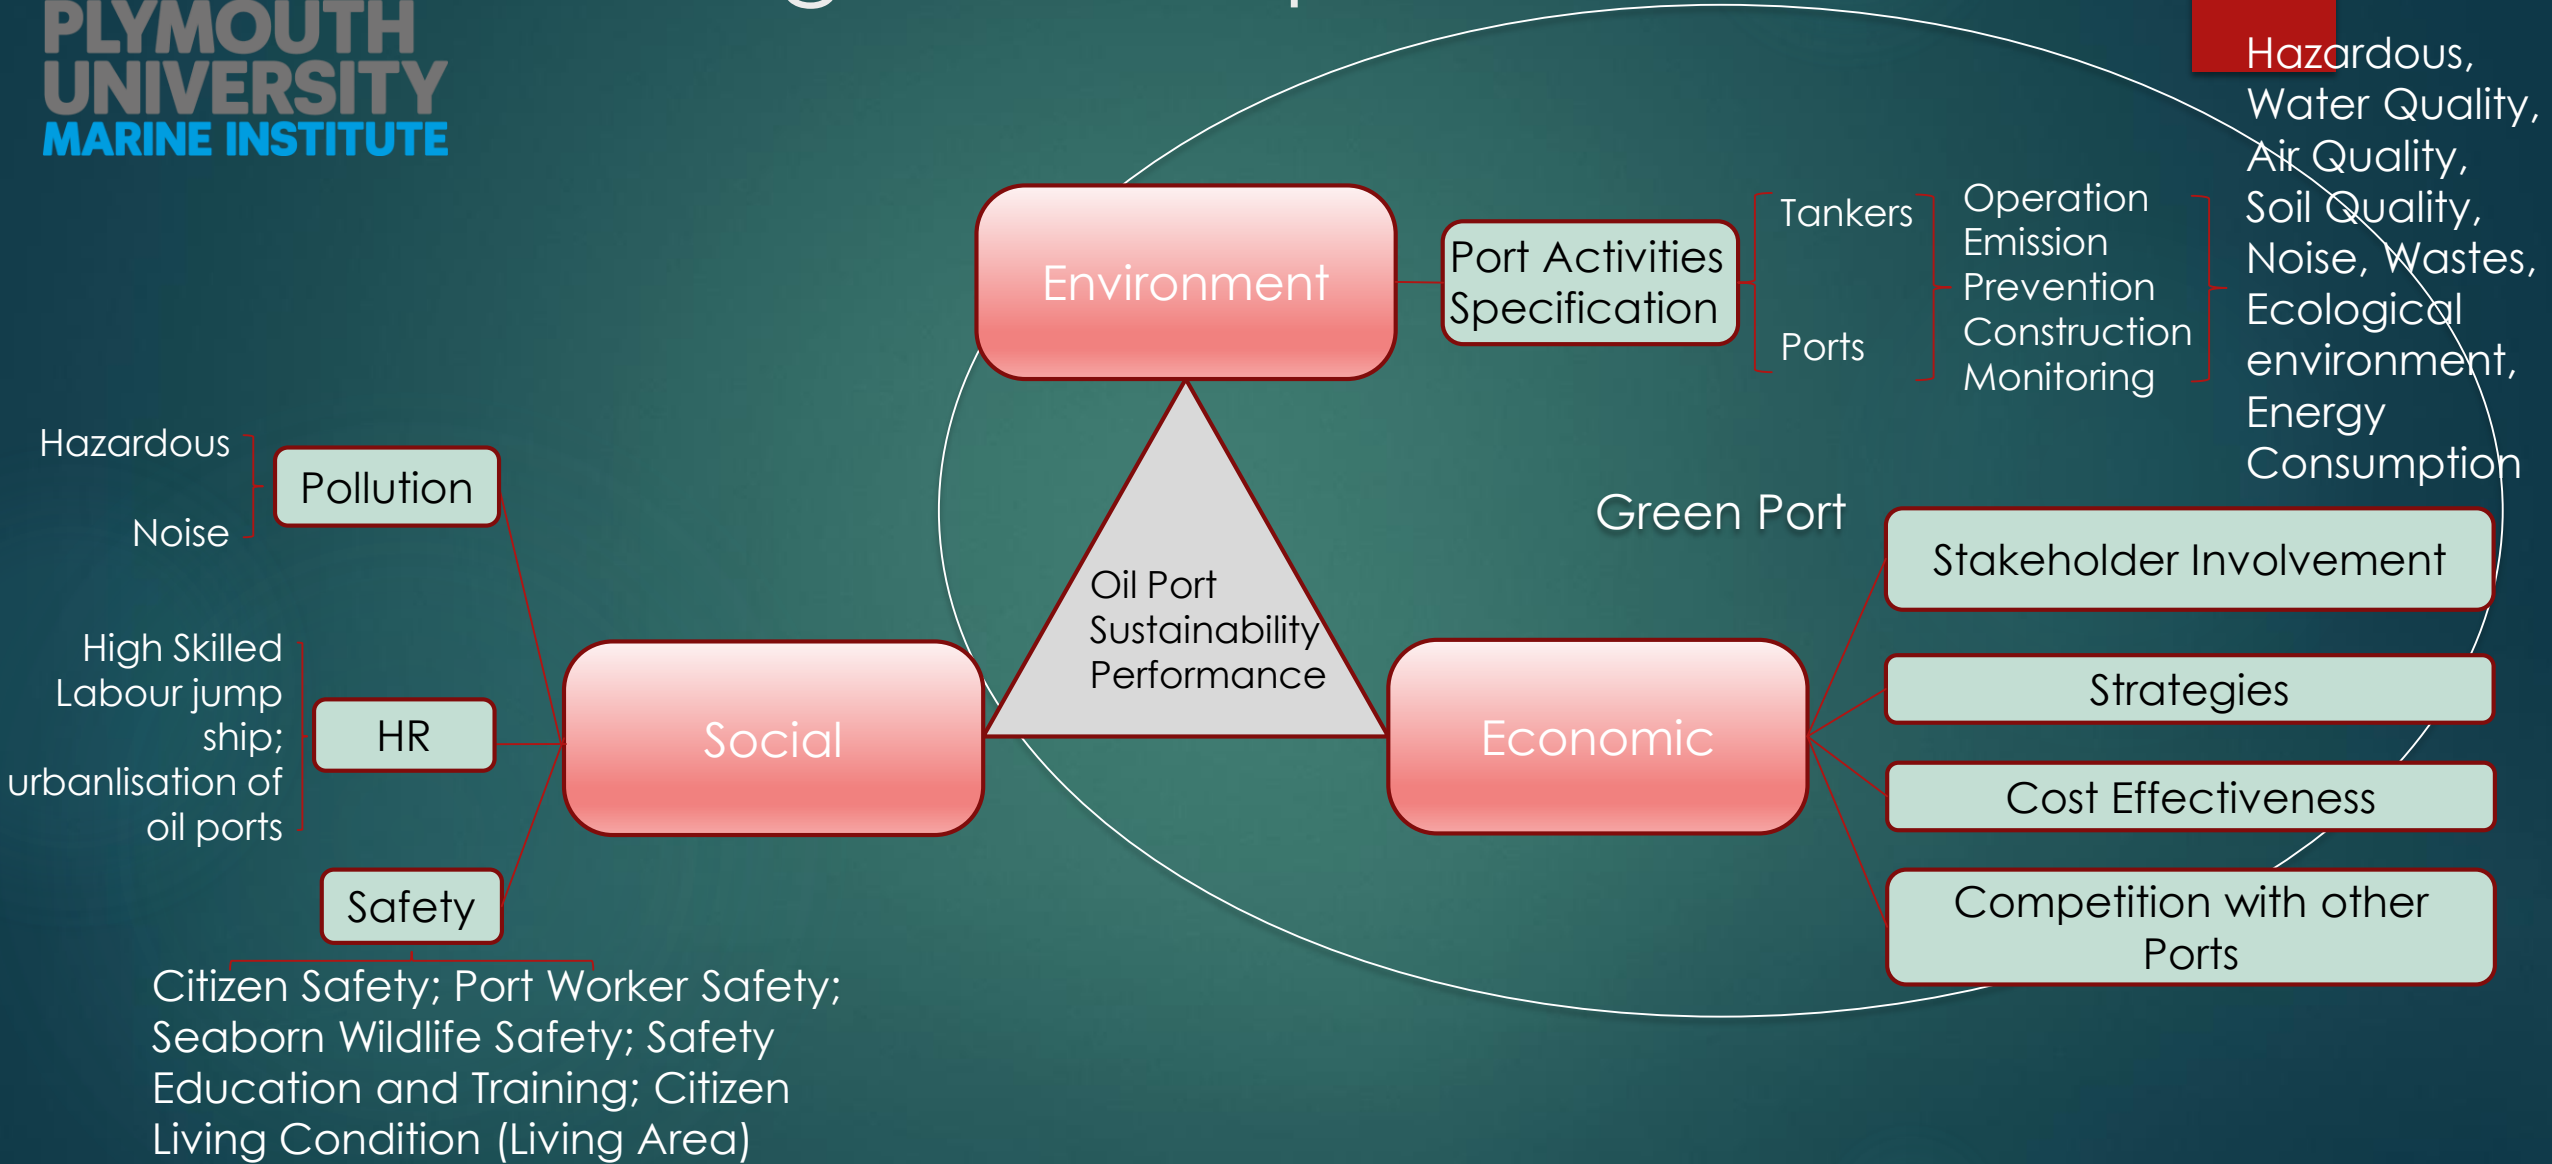 PLYMOUTH
UNIVERSITY
MARINE INSTITUTE
Hazardous,
Water Quality,
Air Quality,
Soil Quality,
Noise, Wastes,
Ecological
environment,
Energy
Consumption
Environment
Port Activities
Specification
Tankers
Ports
Operation
Emission
Prevention
Construction
Monitoring
Hazardous
Noise
Pollution
Green Port
Oil Port
Sustainability
Performance
High Skilled
Labour jump
ship;
urbanlisation of
oil ports
HR
Social
Economic
Stakeholder Involvement
Strategies
Cost Effectiveness
Competition with other
Ports
Safety
Citizen Safety; Port Worker Safety;
Seaborn Wildlife Safety; Safety
Education and Training; Citizen
Living Condition (Living Area)